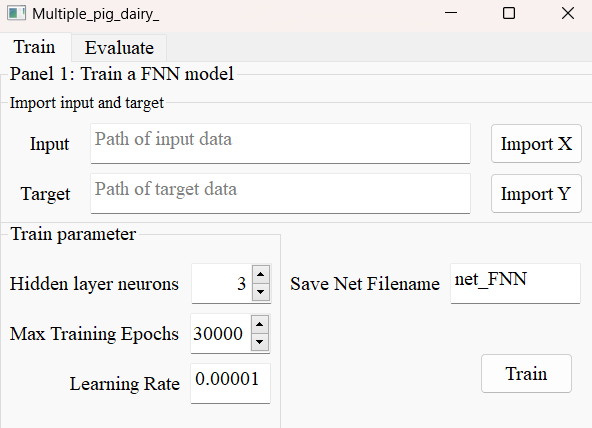 Multiple_pig_dairy_
Train Evaluate
Panel 1: Train a FNN model
Import input and target
Input Path of input data Import X
Target Path of target data Import Y
Train parameter
Hidden layer neurons 3 Save Net Filename net_FNN
Max Training Epochs 30000
Learning Rate 0.00001 Train